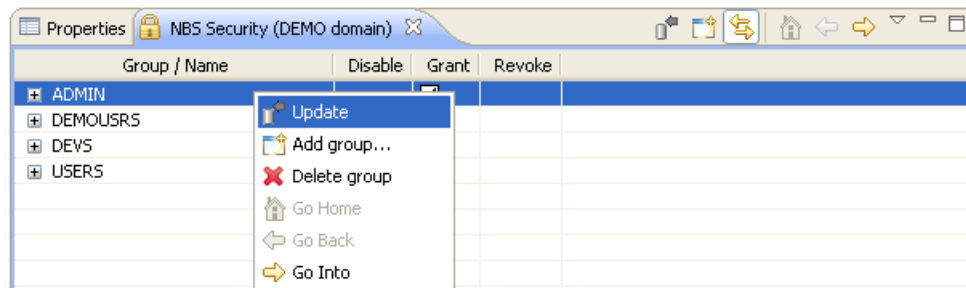 Properties NBS Security (DEMO domain)
Group / Name Disable Grant Revoke
ADMIN
DEMOUSRS
DEVS
USERS
Update
Add group...
Delete group
Go Home
Go Back
Go Into